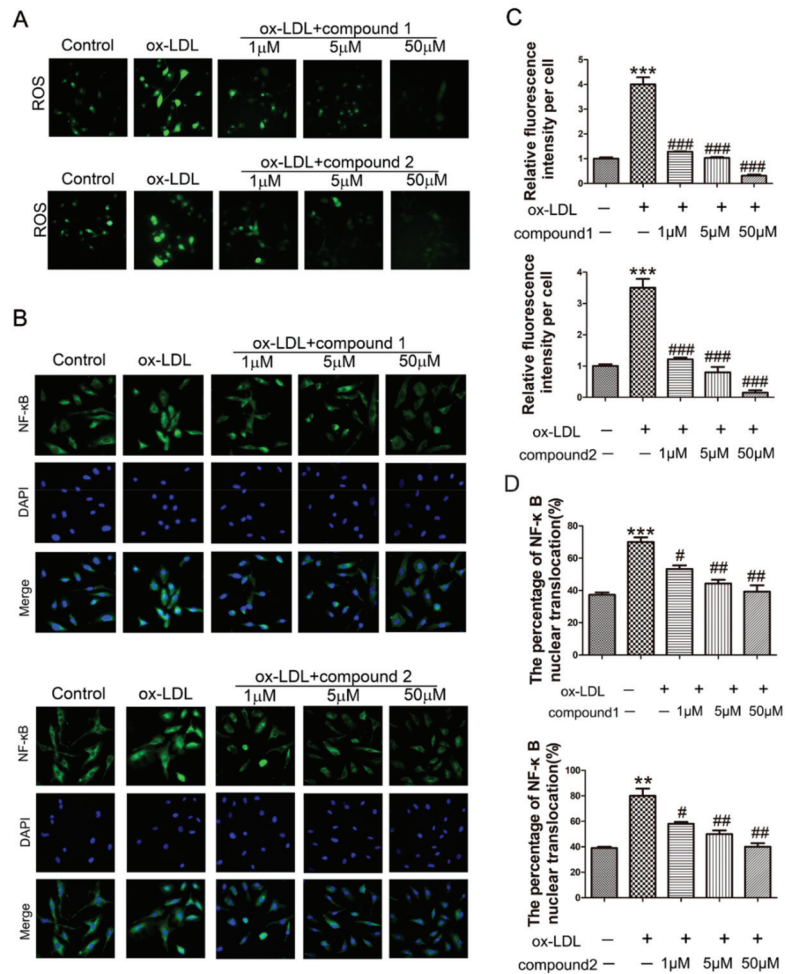 A
Control ox-LDL ox-LDL+compound 1
1μM 5μM 50μM
ROS
ox-LDL+compound 2
Control ox-LDL 1μM 5μM 50μM
ROS
B
ox-LDL+compound 1
Control ox-LDL 1μM 5μM 50μM
NF-κB
DAPI
Merge
ox-LDL+compound 2
Control ox-LDL 1μM 5μM 50μM
NF-κB
DAPI
Merge
C
Relative fluorescence
intensity per cell
5
4
3
2
1
0
*** ### ### ###
ox-LDL – + + + +
compound1 – 1μM 5μM 50μM
Relative fluorescence
intensity per cell
4
2
0
*** ### ### ###
ox-LDL – + + + +
compound2 – 1μM 5μM 50μM
D
The percentage of NF-κ B
nuclear translocation(%)
80
60
40
20
0
*** # ## ##
ox-LDL – + + + +
compound1 – 1μM 5μM 50μM
The percentage of NF-κ B
nuclear translocation(%)
100
80
60
40
20
0
** # ## ##
ox-LDL – + + + +
compound2 – 1μM 5μM 50μM